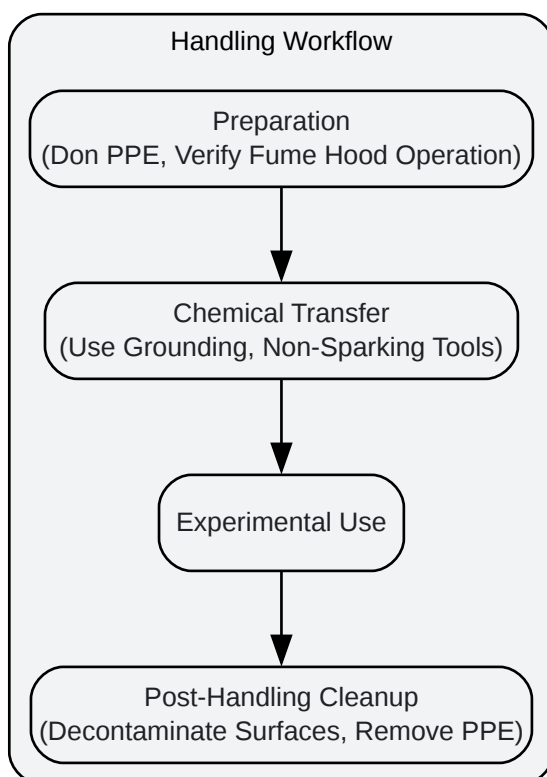 Handling Workflow
Preparation
(Don PPE, Verify Fume Hood Operation)
Chemical Transfer
(Use Grounding, Non-Sparking Tools)
Experimental Use
Post-Handling Cleanup
(Decontaminate Surfaces, Remove PPE)